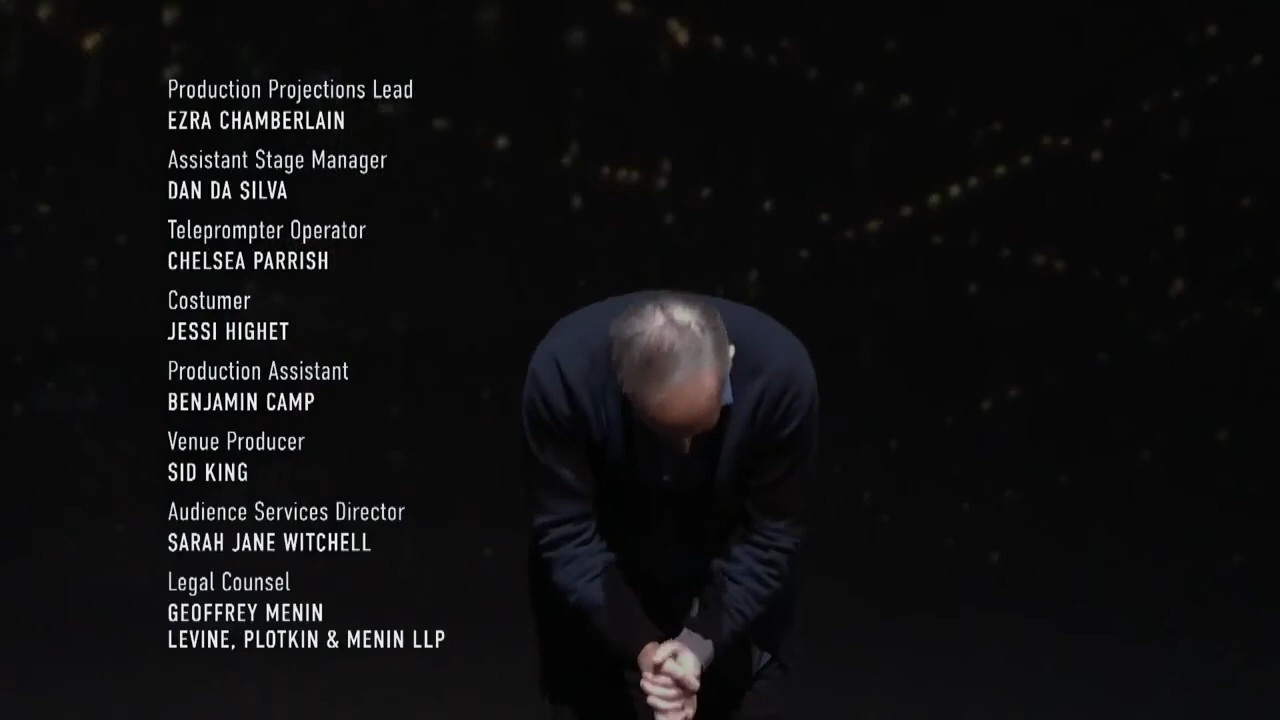 Production Projections Lead
EZRA CHAMBERLAIN
Assistant Stage Manager
DAN DA SILVA
Teleprompter Operator
CHELSEA PARRISH
Costumer
JESSI HIGHET
Production Assistant
BENJAMIN CAMP
Venue Producer
SID KING
Audience Services Director
SARAH JANE WITCHELL
Legal Counsel
GEOFFREY MENIN
LEVINE, PLOTKIN & MENIN LLP